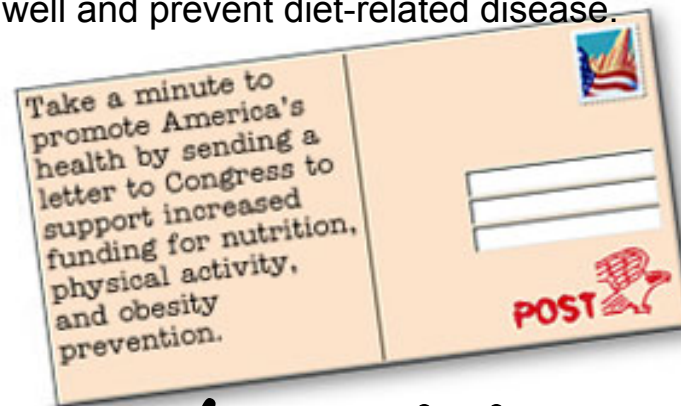 well and prevent diet-related disease.
Take a minute to
promote America's
health by sending a
letter to Congress to
support increased
funding for nutrition,
physical activity,
and obesity
prevention.
POST